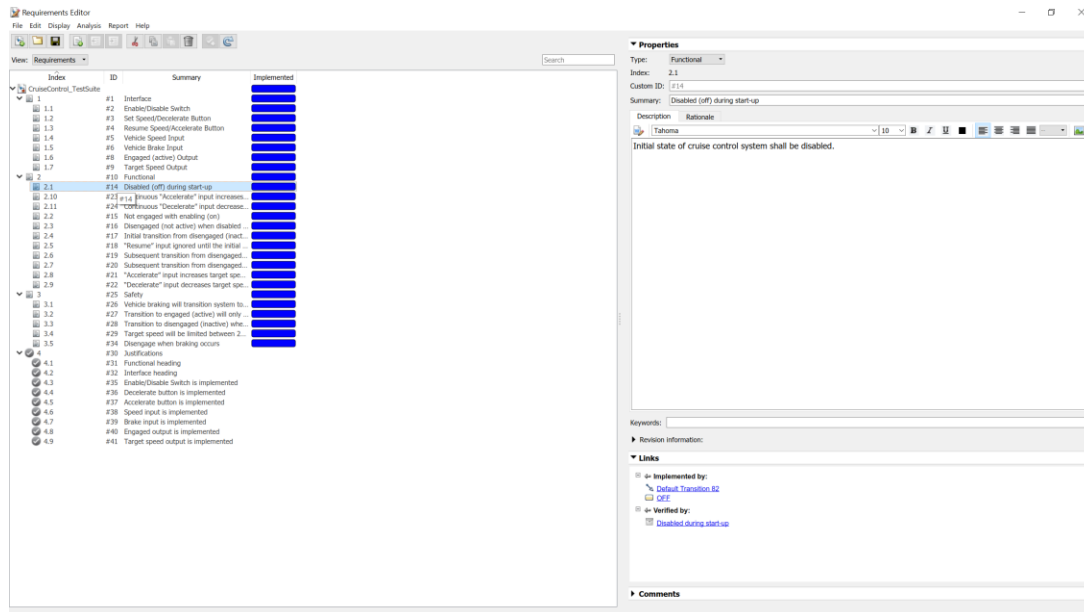 Requirements Editor
File Edit Display Analysis Report Help
View: Requirements
Search
Index ID Summary Implemented
CruiseControl_TestSuite
1 #1 Interface
1.1 #2 Enable/Disable Switch
1.2 #3 Set Speed/Decelerate Button
1.3 #4 Resume Speed/Accelerate Button
1.4 #5 Vehicle Speed Input
1.5 #6 Vehicle Brake Input
1.6 #8 Engaged (active) Output
1.7 #9 Target Speed Output
2 #10 Functional
2.1 #14 Disabled (off) during start-up
2.10 #23 "Accelerate" input increases...
#14
2.11 #24 Continuous "Decelerate" input decrease...
2.2 #15 Not engaged with enabling (on)
2.3 #16 Disengaged (not active) when disabled ...
2.4 #17 Initial transition from disengaged (inact...
2.5 #18 "Resume" input ignored until the initial ...
2.6 #19 Subsequent transition from disengaged...
2.7 #20 Subsequent transition from disengaged...
2.8 #21 "Accelerate" input increases target spe...
2.9 #22 "Decelerate" input decreases target spe...
3 #25 Safety
3.1 #26 Vehicle braking will transition system to...
3.2 #27 Transition to engaged (active) will only ...
3.3 #28 Transition to disengaged (inactive) whe...
3.4 #29 Target speed will be limited between 2...
3.5 #34 Disengage when braking occurs
4 #30 Justifications
4.1 #31 Functional heading
4.2 #32 Interface heading
4.3 #35 Enable/Disable Switch is implemented
4.4 #36 Decelerate button is implemented
4.5 #37 Accelerate button is implemented
4.6 #38 Speed input is implemented
4.7 #39 Brake input is implemented
4.8 #40 Engaged output is implemented
4.9 #41 Target speed output is implemented
Properties
Type: Functional
Index: 2.1
Custom ID: #14
Summary: Disabled (off) during start-up
Description Rationale
Tahoma 10 B I U
Initial state of cruise control system shall be disabled.
Keywords:
Revision information:
Links
Implemented by:
Default Transition 82
OFF
Verified by:
Disabled during start-up
Comments